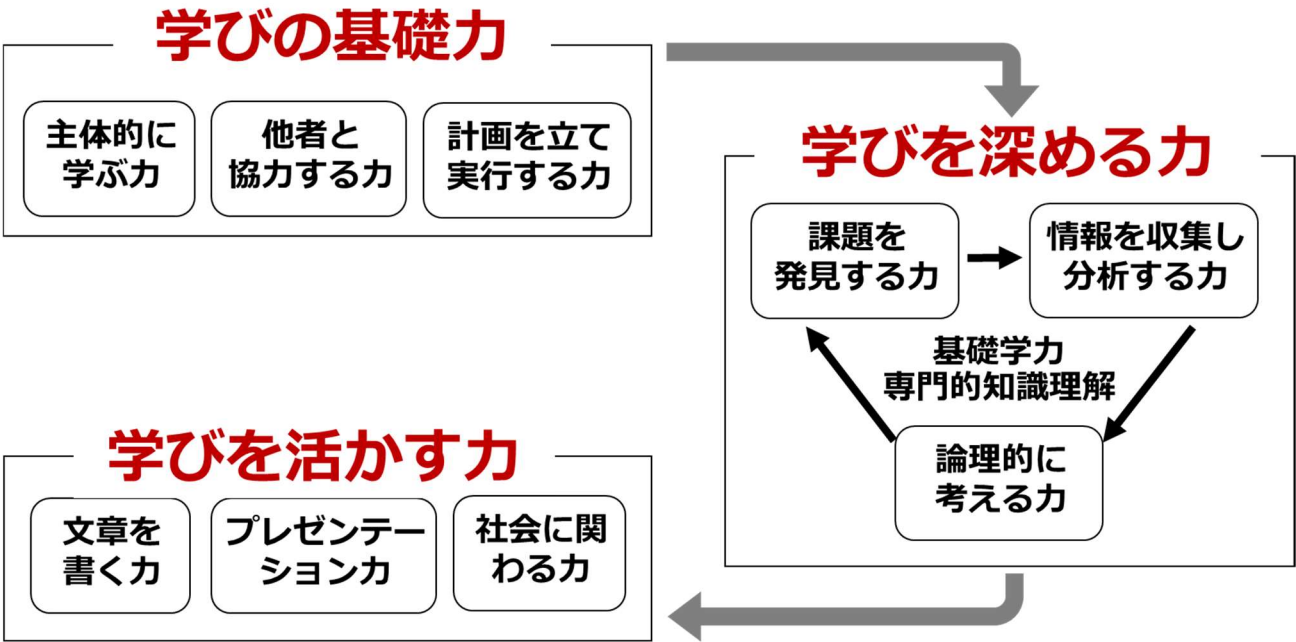 学びの基礎力
主体的に
学ぶ力
他者と
協力する力
計画を立て
実行する力
学びを深める力
課題を
発見する力
情報を収集し
分析する力
基礎学力
専門的知識理解
論理的に
考える力
学びを活かす力
文章を
書く力
プレゼンテー
ション力
社会に関
わる力